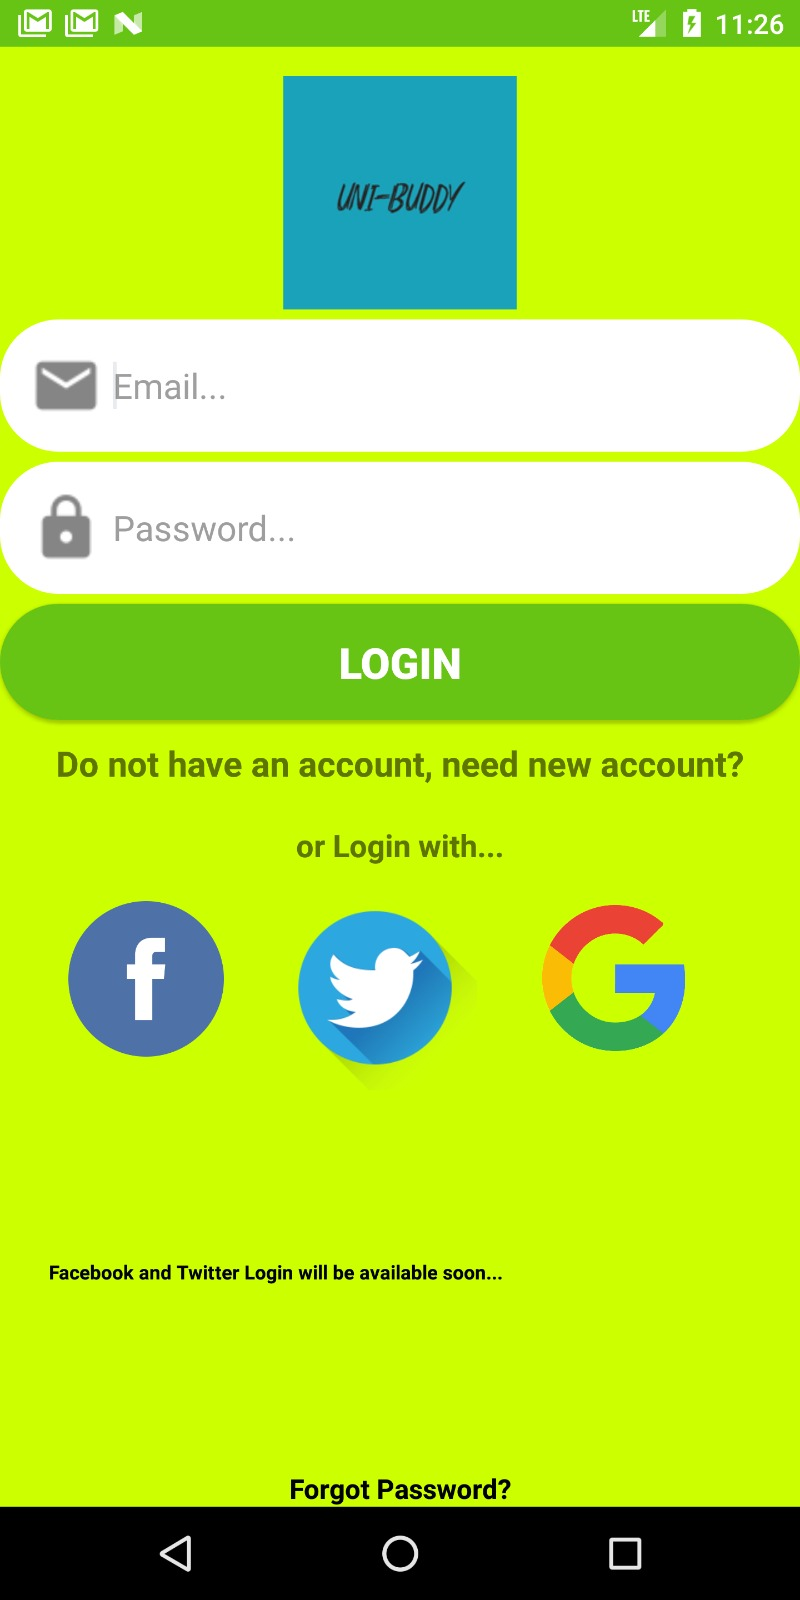 LTE 11:26
UNI-BUDDY
Email...
Password...
LOGIN
Do not have an account, need new account?
or Login with...
Facebook and Twitter Login will be available soon...
Forgot Password?